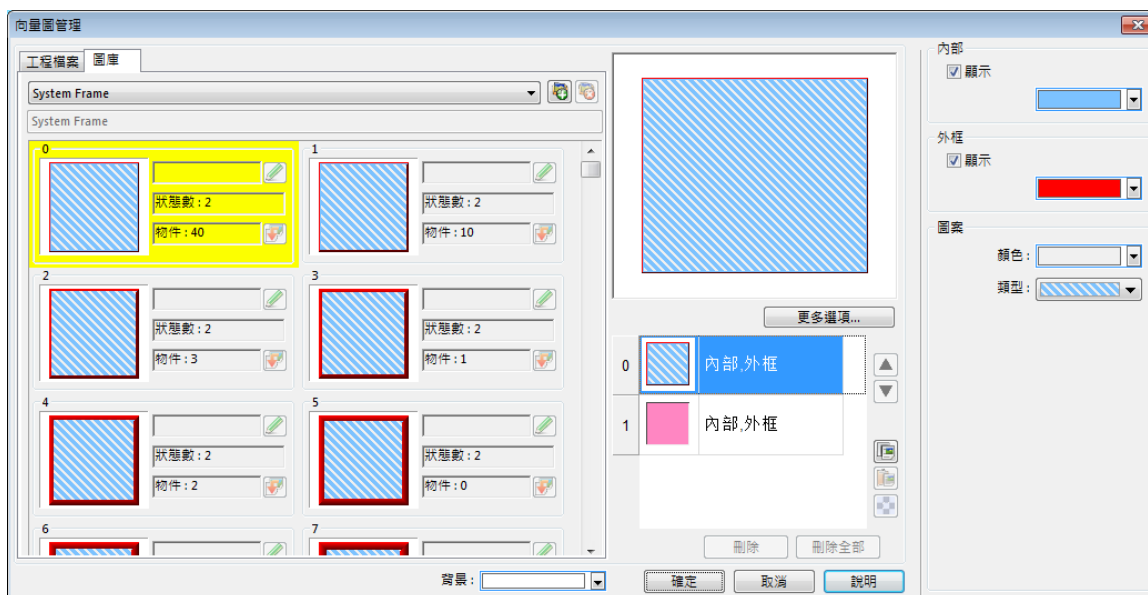 向量圖管理
工程檔案
圖庫
System Frame
System Frame
0
狀態數 : 2
物件 : 40
1
狀態數 : 2
物件 : 10
2
狀態數 : 2
物件 : 3
3
狀態數 : 2
物件 : 1
4
狀態數 : 2
物件 : 2
5
狀態數 : 2
物件 : 0
6
7
更多選項...
0
內部,外框
1
內部,外框
刪除
刪除全部
背景 :
確定
取消
說明
內部
顯示
外框
顯示
圖案
顏色 :
類型 :